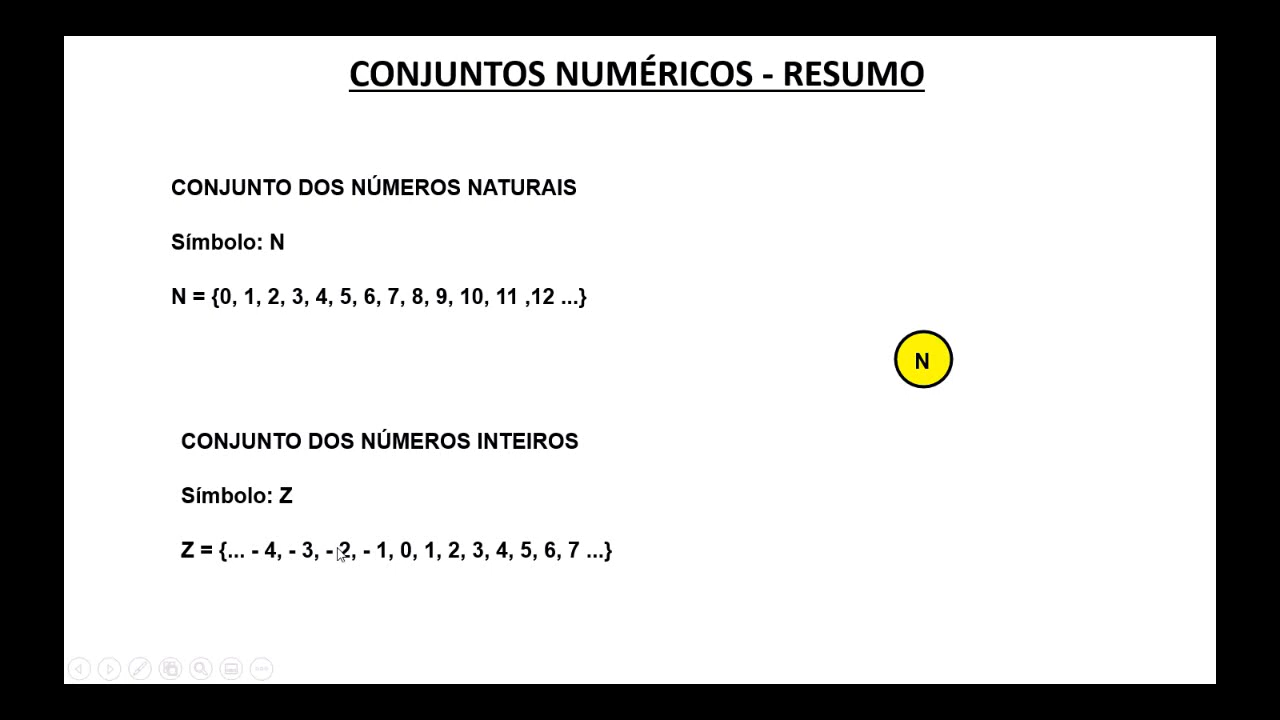 CONJUNTOS NUMÉRICOS - RESUMO
CONJUNTO DOS NÚMEROS NATURAIS
Símbolo: N
N = {0, 1, 2, 3, 4, 5, 6, 7, 8, 9, 10, 11 ,12 ...}
N
CONJUNTO DOS NÚMEROS INTEIROS
Símbolo: Z
Z = {... - 4, - 3, - 2, - 1, 0, 1, 2, 3, 4, 5, 6, 7 ...}